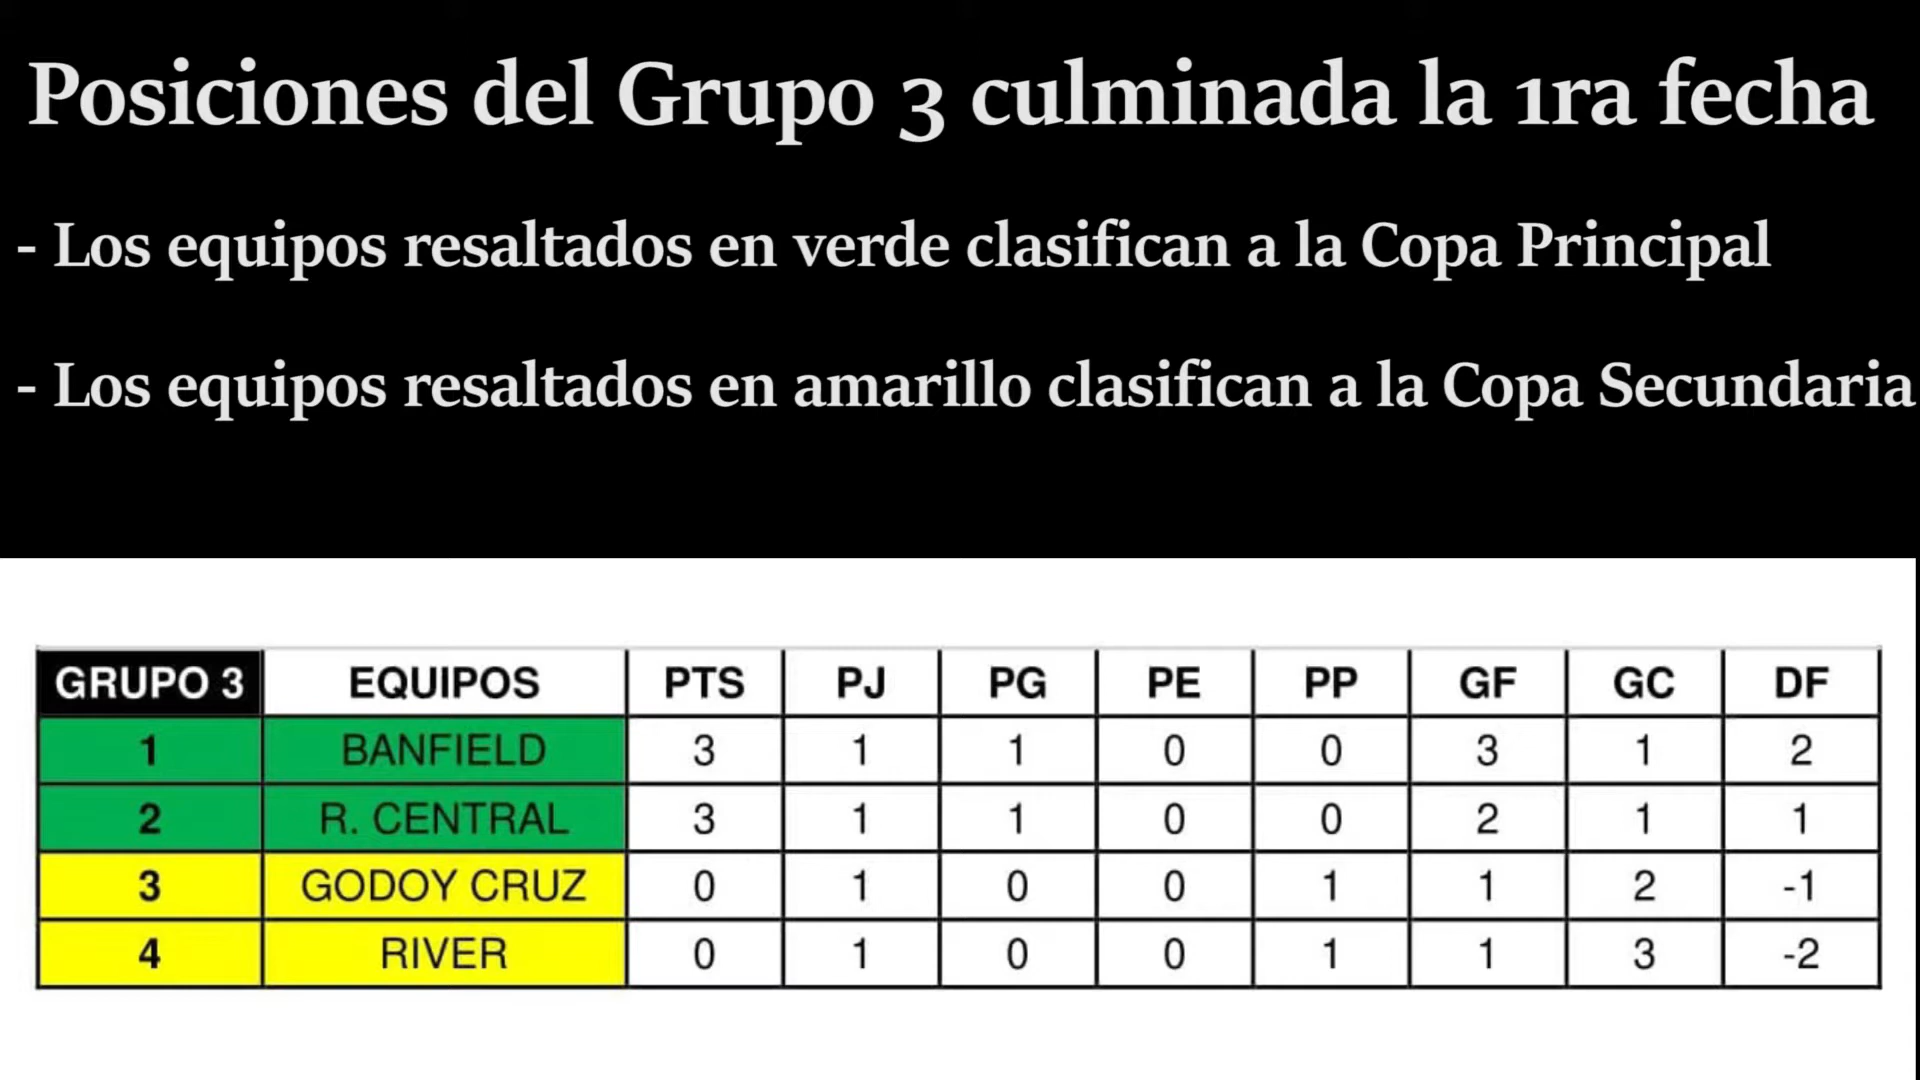 Posiciones del Grupo 3 culminada la 1ra fecha
- Los equipos resaltados en verde clasifican a la Copa Principal
- Los equipos resaltados en amarillo clasifican a la Copa Secundaria
GRUPO 3 EQUIPOS PTS PJ PG PE PP GF GC DF
1 BANFIELD 3 1 1 0 0 3 1 2
2 R. CENTRAL 3 1 1 0 0 2 1 1
3 GODOY CRUZ 0 1 0 0 1 1 2 -1
4 RIVER 0 1 0 0 1 1 3 -2